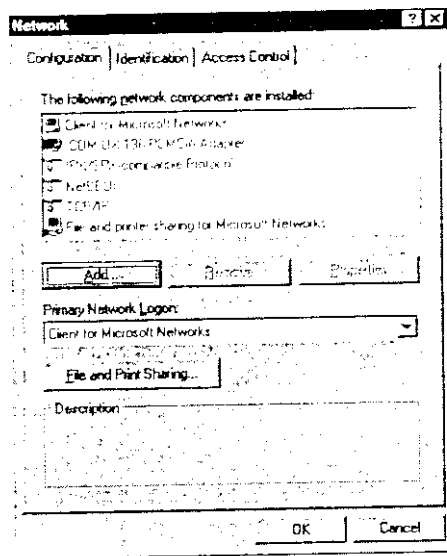 Network
Configuration Identification Access Control
The following network components are installed:
Client for Microsoft Networks
PCMCIA Adapter
IPX/SPX-compatible Protocol
NetBEUI
TCP/IP
File and printer sharing for Microsoft Networks
Add... Remove Properties
Primary Network Logon:
Client for Microsoft Networks
File and Print Sharing...
Description
OK Cancel